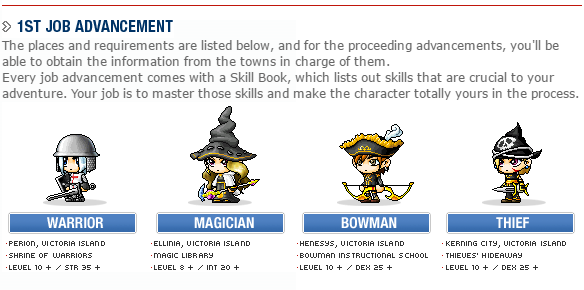 1ST JOB ADVANCEMENT
The places and requirements are listed below, and for the proceeding advancements, you'll be
able to obtain the information from the towns in charge of them.
Every job advancement comes with a Skill Book, which lists out skills that are crucial to your
adventure. Your job is to master those skills and make the character totally yours in the process.
WARRIOR MAGICIAN BOWMAN THIEF
·PERION, VICTORIA ISLAND ·ELLINIA, VICTORIA ISLAND ·HENESYS, VICTORIA ISLAND ·KERNING CITY, VICTORIA ISLAND
·SHRINE OF WARRIORS ·MAGIC LIBRARY ·BOWMAN INSTRUCTIONAL SCHOOL ·THIEVES' HIDEAWAY
·LEVEL 10 + / STR 35 + ·LEVEL 8 + / INT 20 + ·LEVEL 10 + / DEX 25 + ·LEVEL 10 + / DEX 25 +